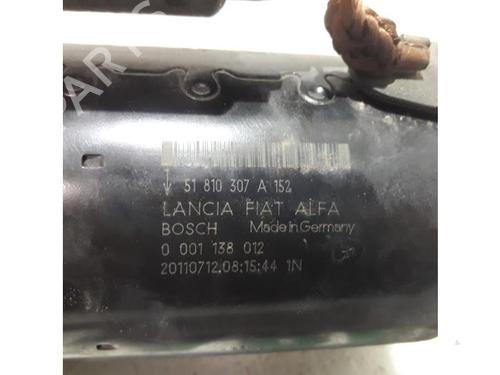 51 810 307 A 152
LANCIA FIAT ALFA
BOSCH Made in Germany
0 001 138 012
20110712.08:15:44 1N